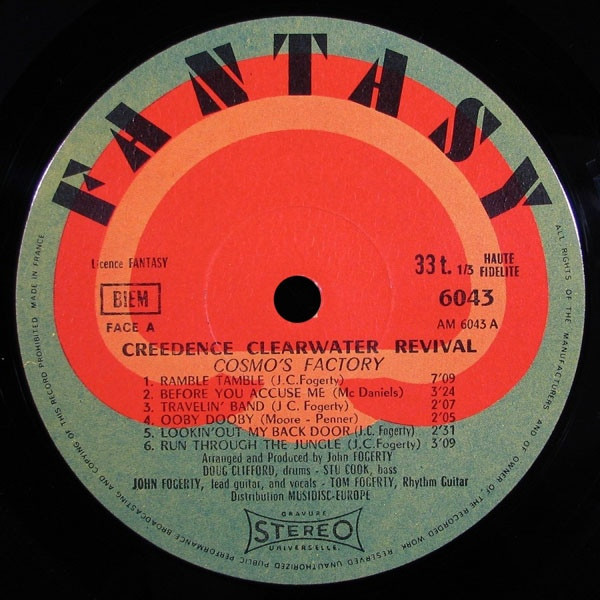 FANTASY
Licence FANTASY
33 t. 1/3 HAUTE FIDELITE
BIEM
6043
FACE A
AM 6043 A
CREEDENCE CLEARWATER REVIVAL
COSMO'S FACTORY
1. RAMBLE TAMBLE (J.C. Fogerty) 7'09
2. BEFORE YOU ACCUSE ME (Mc Daniels) 3'24
3. TRAVELIN' BAND (J C. Fogerty) 2'07
4. OOBY DOOBY (Moore - Penner) 2'05
5. LOOKIN'OUT MY BACK DOOR (J.C. Fogerty) 2'31
6. RUN THROUGH THE JUNGLE (J.C.Fogerty) 3'09
Arranged and Produced by John FOGERTY
DOUG CLIFFORD, drums - STU COOK, bass
JOHN FOGERTY, lead guitar, and vocals - TOM FOGERTY, Rhythm Guitar
Distribution MUSIDISC-EUROPE
GRAVURE
STEREO
UNIVERSELLE
ALL RIGHTS OF THE MANUFACTURERS AND OF OWNER OF THE RECORDED WORK RESERVED UNAUTHORIZED PUBLIC PERFORMANCE BROADCASTING AND COPYING OF THIS RECORD PROHIBITED MADE IN FRANCE